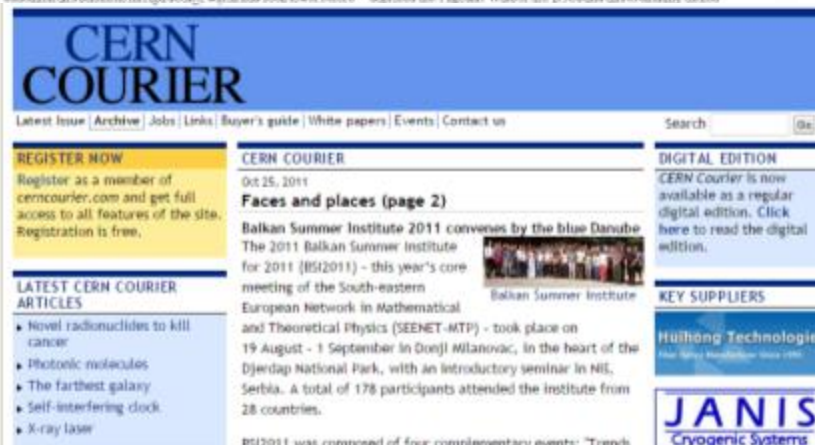 CERN
COURIER
Latest Issue | Archive | Jobs | Links | Buyer's guide | White papers | Events | Contact us
Search Go
REGISTER NOW
Register as a member of
cerncourier.com and get full
access to all features of the site.
Registration is free.
LATEST CERN COURIER
ARTICLES
Novel radionuclides to kill
cancer
Photonic molecules
The farthest galaxy
Self-interfering clock
X-ray laser
CERN COURIER
Oct 25, 2011
Faces and places (page 2)
Balkan Summer Institute 2011 convenes by the blue Danube
The 2011 Balkan Summer Institute
for 2011 (BSI2011) - this year's core
meeting of the South-eastern
European Network in Mathematical
and Theoretical Physics (SEENET-MTP) - took place on
19 August - 1 September in Donji Milanovac, in the heart of the
Djerdap National Park, with an introductory seminar in Niš,
Serbia. A total of 178 participants attended the institute from
28 countries.
BSI2011 was composed of four complementary events: "Trends
Balkan Summer Institute
DIGITAL EDITION
CERN Courier is now
available as a regular
digital edition. Click
here to read the digital
edition.
KEY SUPPLIERS
Huihong Technologie
JANIS
Cryogenic Systems